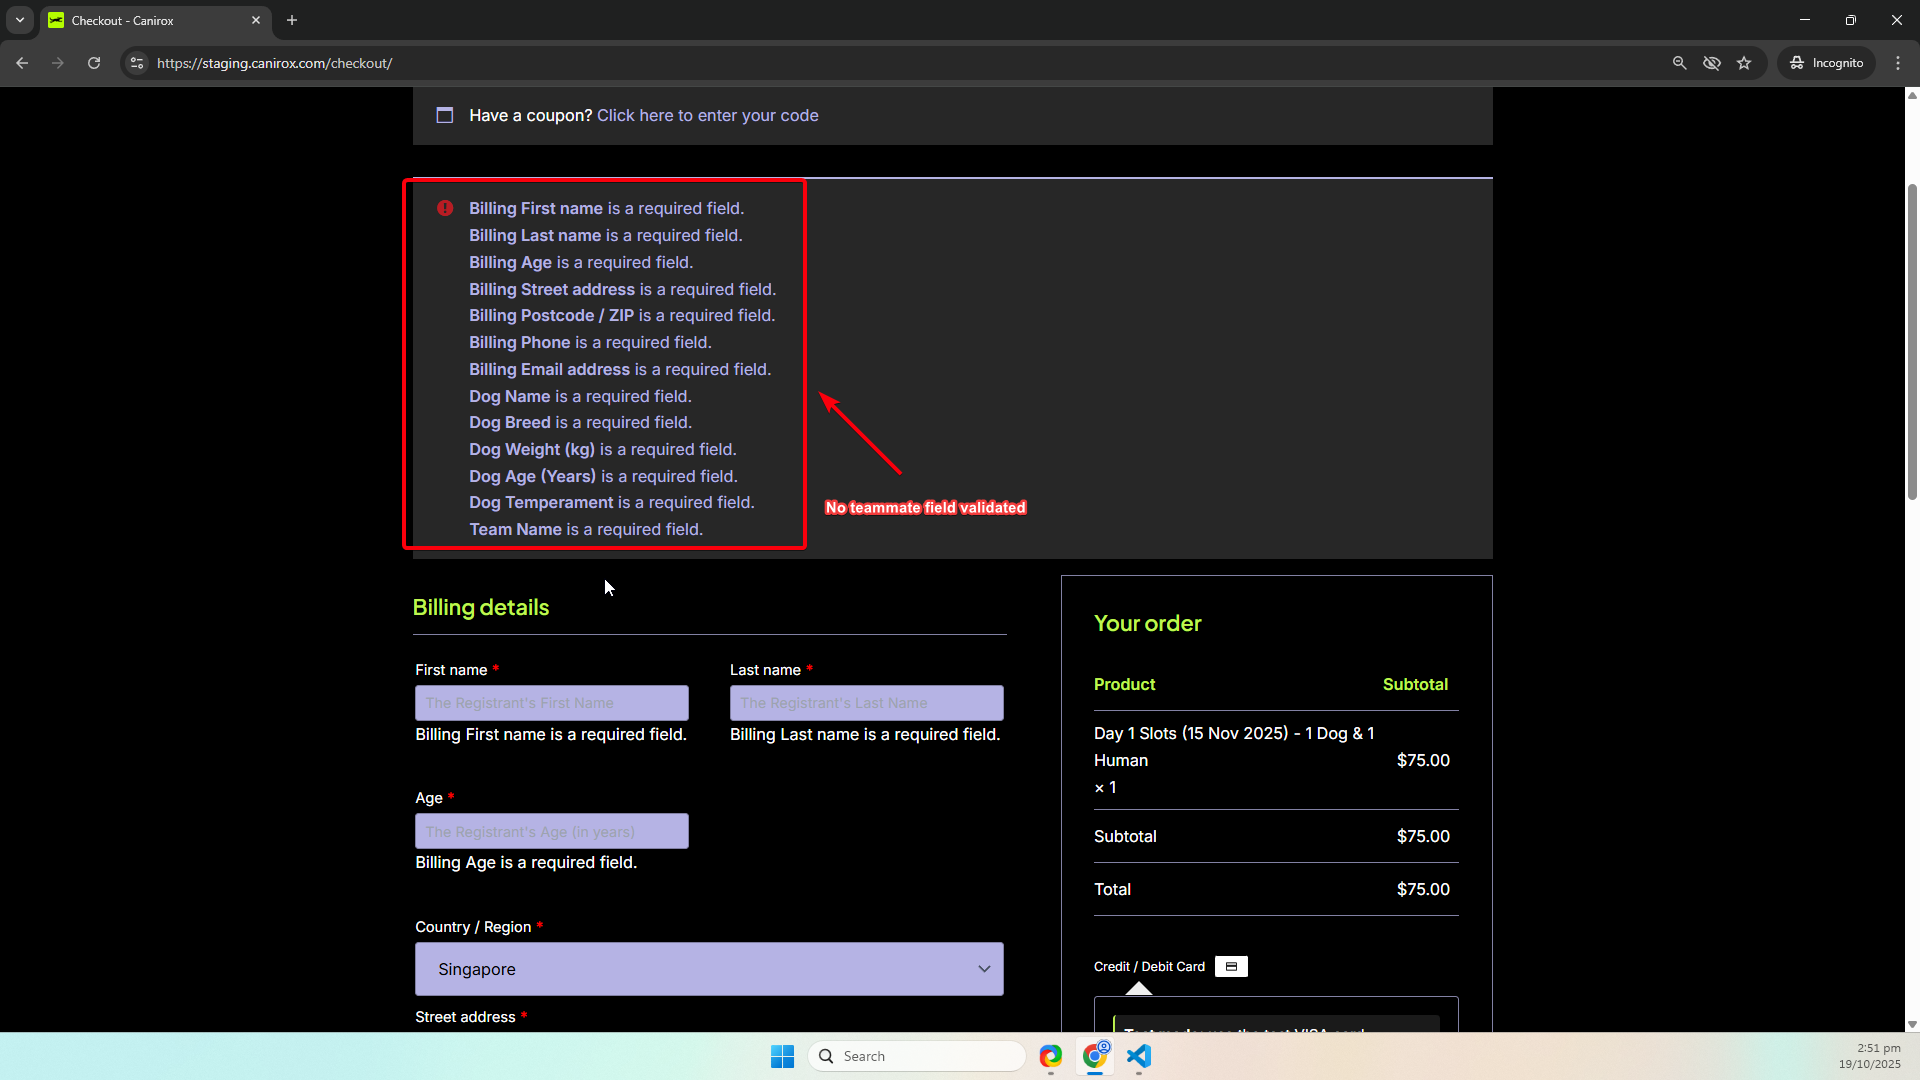 Checkout - Canirox
https://staging.canirox.com/checkout/
Incognito
Have a coupon? Click here to enter your code
Billing First name is a required field.
Billing Last name is a required field.
Billing Age is a required field.
Billing Street address is a required field.
Billing Postcode / ZIP is a required field.
Billing Phone is a required field.
Billing Email address is a required field.
Dog Name is a required field.
Dog Breed is a required field.
Dog Weight (kg) is a required field.
Dog Age (Years) is a required field.
Dog Temperament is a required field.
Team Name is a required field.
No teammate field validated
Billing details
First name *
Last name *
The Registrant's First Name
The Registrant's Last Name
Billing First name is a required field.
Billing Last name is a required field.
Age *
The Registrant's Age (in years)
Billing Age is a required field.
Country / Region *
Singapore
Street address *
Your order
Product
Subtotal
Day 1 Slots (15 Nov 2025) - 1 Dog & 1
Human
$75.00
× 1
Subtotal
$75.00
Total
$75.00
Credit / Debit Card
Search
2:51 pm
19/10/2025